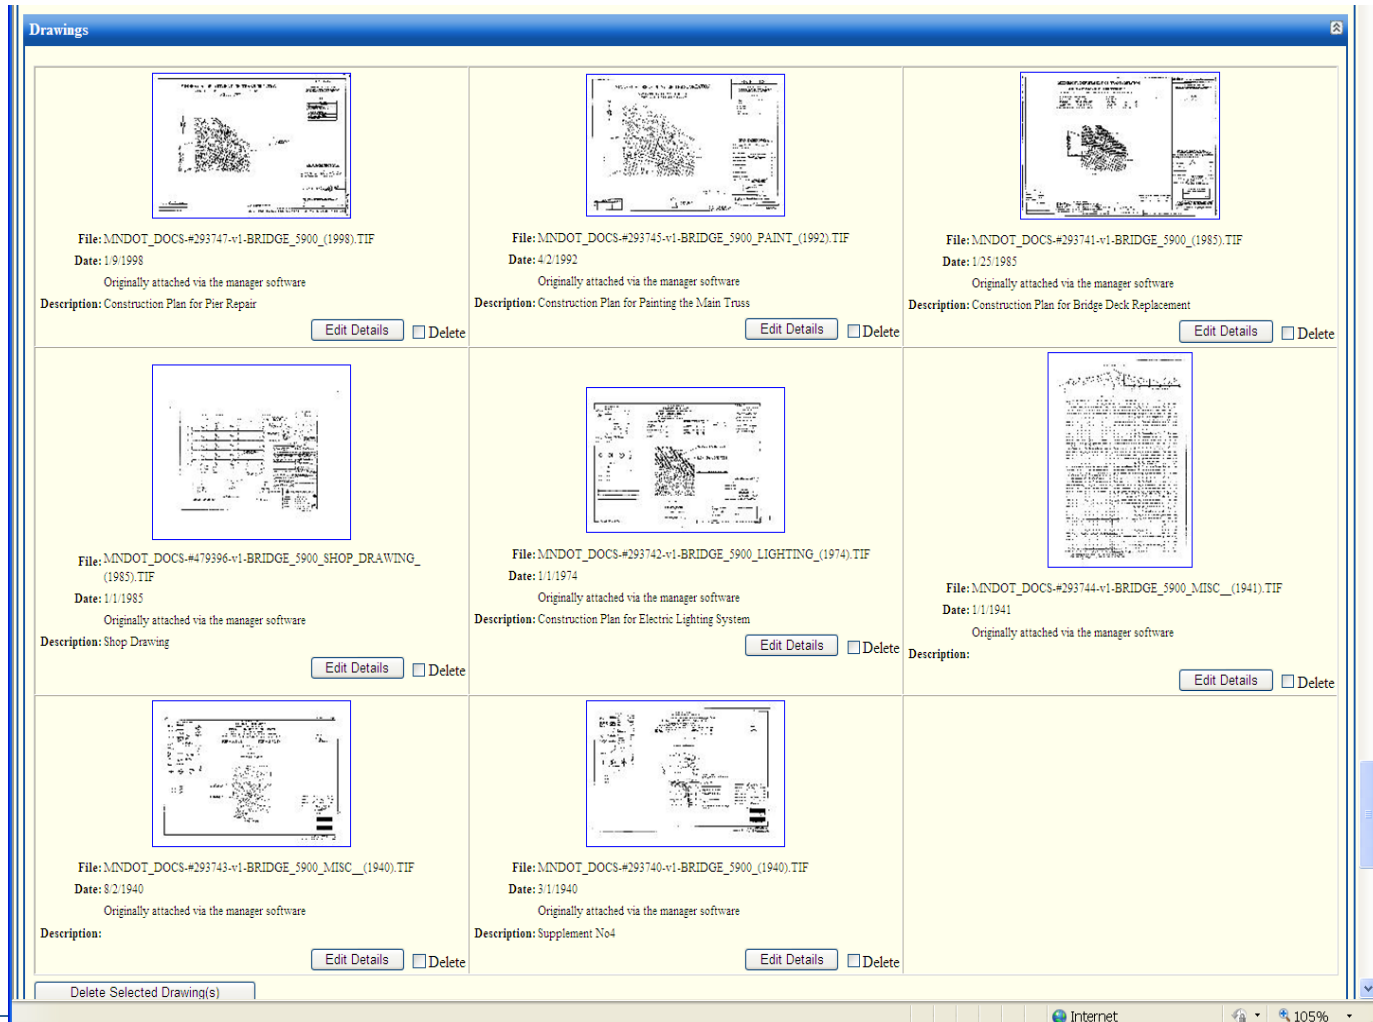 Drawings
File: MNDOT_DOCS-#293747-v1-BRIDGE_5900_(1998).TIF
Date: 1/9/1998
Originally attached via the manager software
Description: Construction Plan for Pier Repair
Edit Details Delete
File: MNDOT_DOCS-#293745-v1-BRIDGE_5900_PAINT_(1992).TIF
Date: 4/2/1992
Originally attached via the manager software
Description: Construction Plan for Painting the Main Truss
Edit Details Delete
File: MNDOT_DOCS-#293741-v1-BRIDGE_5900_(1985).TIF
Date: 1/25/1985
Originally attached via the manager software
Description: Construction Plan for Bridge Deck Replacement
Edit Details Delete
File: MNDOT_DOCS-#479396-v1-BRIDGE_5900_SHOP_DRAWING_
(1985).TIF
Date: 1/1/1985
Originally attached via the manager software
Description: Shop Drawing
Edit Details Delete
File: MNDOT_DOCS-#293742-v1-BRIDGE_5900_LIGHTING_(1974).TIF
Date: 1/1/1974
Originally attached via the manager software
Description: Construction Plan for Electric Lighting System
Edit Details Delete
File: MNDOT_DOCS-#293744-v1-BRIDGE_5900_MISC__(1941).TIF
Date: 1/1/1941
Originally attached via the manager software
Description:
Edit Details Delete
File: MNDOT_DOCS-#293743-v1-BRIDGE_5900_MISC__(1940).TIF
Date: 8/2/1940
Originally attached via the manager software
Description:
Edit Details Delete
File: MNDOT_DOCS-#293740-v1-BRIDGE_5900_(1940).TIF
Date: 3/1/1940
Originally attached via the manager software
Description: Supplement No4
Edit Details Delete
Delete Selected Drawing(s)
Internet 105%